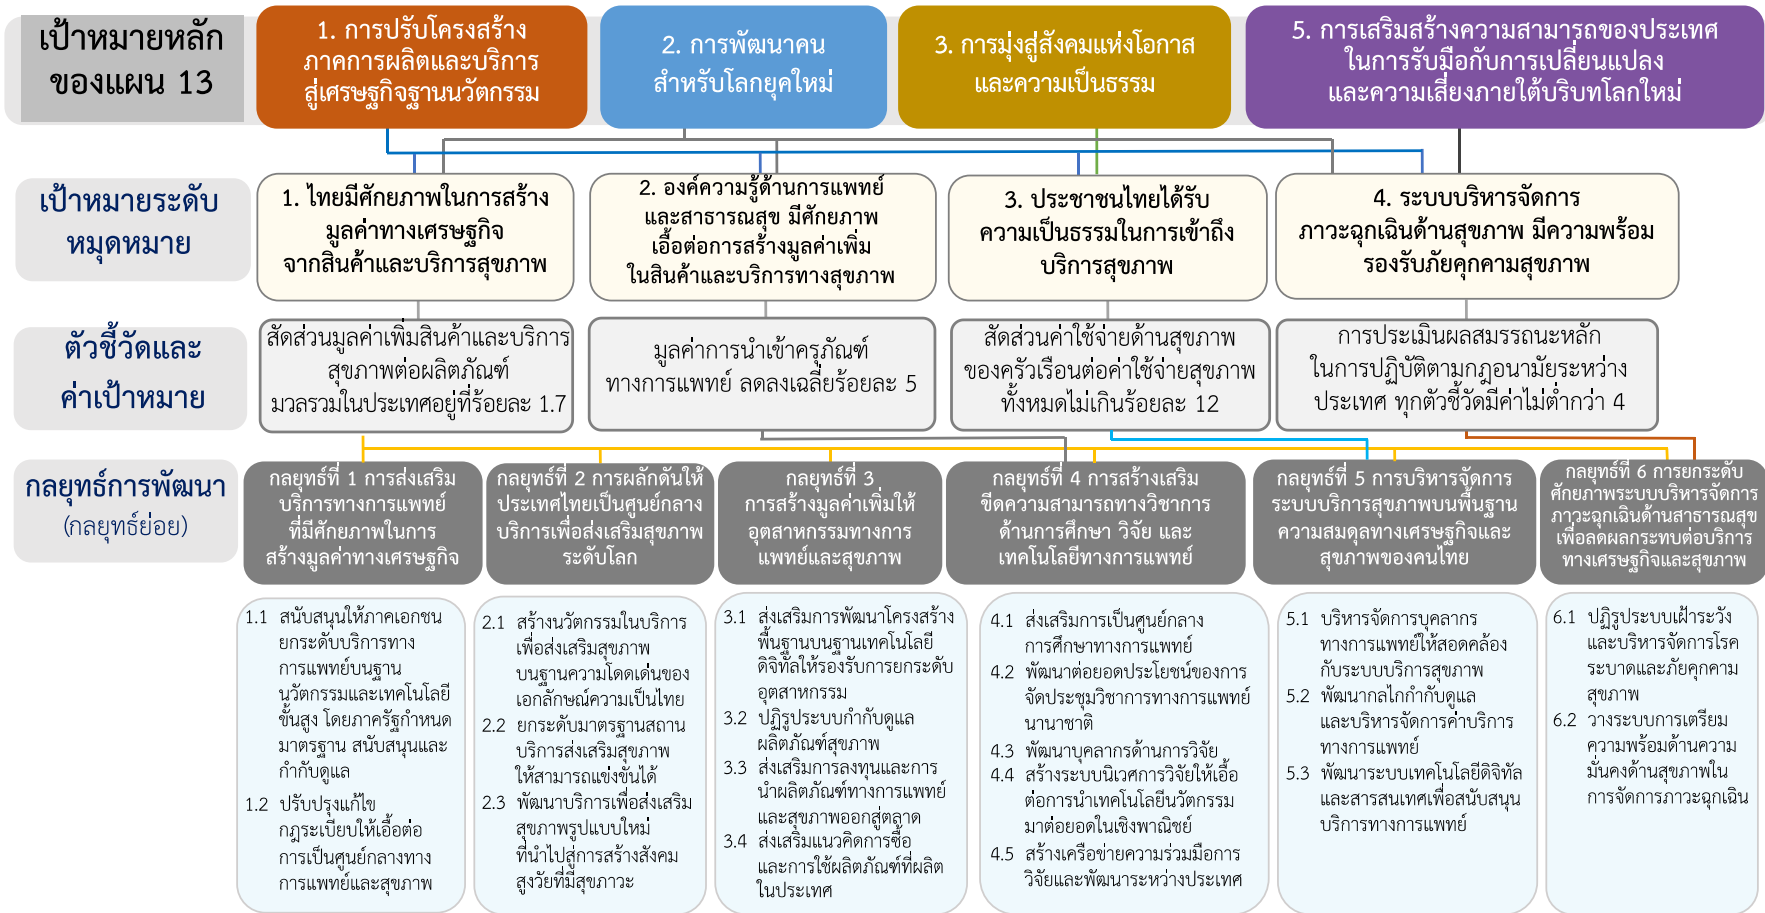 เป้าหมายหลัก
ของแผน 13
1. การปรับโครงสร้าง
ภาคการผลิตและบริการ
สู่เศรษฐกิจฐานนวัตกรรม
2. การพัฒนาคน
สำหรับโลกยุคใหม่
3. การมุ่งสู่สังคมแห่งโอกาส
และความเป็นธรรม
5. การเสริมสร้างความสามารถของประเทศ
ในการรับมือกับการเปลี่ยนแปลง
และความเสี่ยงภายใต้บริบทโลกใหม่
เป้าหมายระดับ
หมุดหมาย
1. ไทยมีศักยภาพในการสร้าง
มูลค่าทางเศรษฐกิจ
จากสินค้าและบริการสุขภาพ
2. องค์ความรู้ด้านการแพทย์
และสาธารณสุข มีศักยภาพ
เอื้อต่อการสร้างมูลค่าเพิ่ม
ในสินค้าและบริการทางสุขภาพ
3. ประชาชนไทยได้รับ
ความเป็นธรรมในการเข้าถึง
บริการสุขภาพ
4. ระบบบริหารจัดการ
ภาวะฉุกเฉินด้านสุขภาพ มีความพร้อม
รองรับภัยคุกคามสุขภาพ
ตัวชี้วัดและ
ค่าเป้าหมาย
สัดส่วนมูลค่าเพิ่มสินค้าและบริการ
สุขภาพต่อผลิตภัณฑ์
มวลรวมในประเทศอยู่ที่ร้อยละ 1.7
มูลค่าการนำเข้าครุภัณฑ์
ทางการแพทย์ ลดลงเฉลี่ยร้อยละ 5
สัดส่วนค่าใช้จ่ายด้านสุขภาพ
ของครัวเรือนต่อค่าใช้จ่ายสุขภาพ
ทั้งหมดไม่เกินร้อยละ 12
การประเมินผลสมรรถนะหลัก
ในการปฏิบัติตามกฎอนามัยระหว่าง
ประเทศ ทุกตัวชี้วัดมีค่าไม่ต่ำกว่า 4
กลยุทธ์การพัฒนา
(กลยุทธ์ย่อย)
กลยุทธ์ที่ 1 การส่งเสริม
บริการทางการแพทย์
ที่มีศักยภาพในการ
สร้างมูลค่าทางเศรษฐกิจ
กลยุทธ์ที่ 2 การผลักดันให้
ประเทศไทยเป็นศูนย์กลาง
บริการเพื่อส่งเสริมสุขภาพ
ระดับโลก
กลยุทธ์ที่ 3
การสร้างมูลค่าเพิ่มให้
อุตสาหกรรมทางการ
แพทย์และสุขภาพ
กลยุทธ์ที่ 4 การสร้างเสริม
ขีดความสามารถทางวิชาการ
ด้านการศึกษา วิจัย และ
เทคโนโลยีทางการแพทย์
กลยุทธ์ที่ 5 การบริหารจัดการ
ระบบบริการสุขภาพบนพื้นฐาน
ความสมดุลทางเศรษฐกิจและ
สุขภาพของคนไทย
กลยุทธ์ที่ 6 การยกระดับ
ศักยภาพระบบบริหารจัดการ
ภาวะฉุกเฉินด้านสาธารณสุข
เพื่อลดผลกระทบต่อบริการ
ทางเศรษฐกิจและสุขภาพ
1.1 สนับสนุนให้ภาคเอกชน
ยกระดับบริการทาง
การแพทย์บนฐาน
นวัตกรรมและเทคโนโลยี
ขั้นสูง โดยภาครัฐกำหนด
มาตรฐาน สนับสนุนและ
กำกับดูแล
1.2 ปรับปรุงแก้ไข
กฎระเบียบให้เอื้อต่อ
การเป็นศูนย์กลางทาง
การแพทย์และสุขภาพ
2.1 สร้างนวัตกรรมในบริการ
เพื่อส่งเสริมสุขภาพ
บนฐานความโดดเด่นของ
เอกลักษณ์ความเป็นไทย
2.2 ยกระดับมาตรฐานสถาน
บริการส่งเสริมสุขภาพ
ให้สามารถแข่งขันได้
2.3 พัฒนาบริการเพื่อส่งเสริม
สุขภาพรูปแบบใหม่
ที่นำไปสู่การสร้างสังคม
สูงวัยที่มีสุขภาวะ
3.1 ส่งเสริมการพัฒนาโครงสร้าง
พื้นฐานบนฐานเทคโนโลยี
ดิจิทัลให้รองรับการยกระดับ
อุตสาหกรรม
3.2 ปฏิรูประบบกำกับดูแล
ผลิตภัณฑ์สุขภาพ
3.3 ส่งเสริมการลงทุนและการ
นำผลิตภัณฑ์ทางการแพทย์
และสุขภาพออกสู่ตลาด
3.4 ส่งเสริมแนวคิดการซื้อ
และการใช้ผลิตภัณฑ์ที่ผลิต
ในประเทศ
4.1 ส่งเสริมการเป็นศูนย์กลาง
การศึกษาทางการแพทย์
4.2 พัฒนาต่อยอดประโยชน์ของการ
จัดประชุมวิชาการทางการแพทย์
นานาชาติ
4.3 พัฒนาบุคลากรด้านการวิจัย
4.4 สร้างระบบนิเวศการวิจัยให้เอื้อ
ต่อการนำเทคโนโลยีนวัตกรรม
มาต่อยอดในเชิงพาณิชย์
4.5 สร้างเครือข่ายความร่วมมือการ
วิจัยและพัฒนาระหว่างประเทศ
5.1 บริหารจัดการบุคลากร
ทางการแพทย์ให้สอดคล้อง
กับระบบบริการสุขภาพ
5.2 พัฒนากลไกกำกับดูแล
และบริหารจัดการค่าบริการ
ทางการแพทย์
5.3 พัฒนาระบบเทคโนโลยีดิจิทัล
และสารสนเทศเพื่อสนับสนุน
บริการทางการแพทย์
6.1 ปฏิรูประบบเฝ้าระวัง
และบริหารจัดการโรค
ระบาดและภัยคุกคาม
สุขภาพ
6.2 วางระบบการเตรียม
ความพร้อมด้านความ
มั่นคงด้านสุขภาพใน
การจัดการภาวะฉุกเฉิน